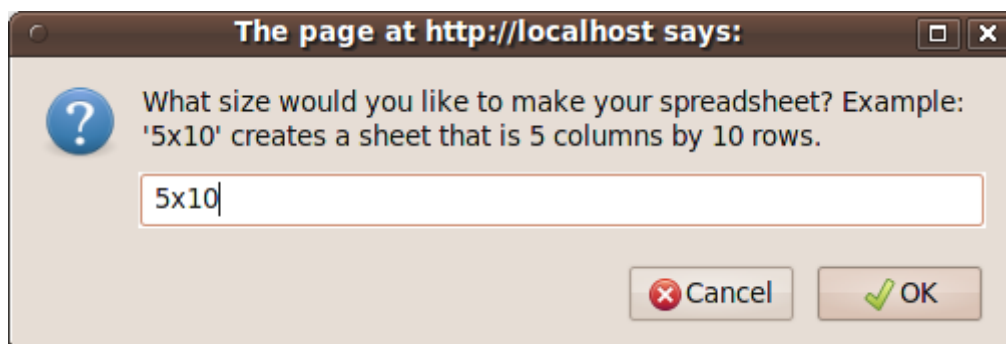 The page at http://localhost says:
What size would you like to make your spreadsheet? Example:
'5x10' creates a sheet that is 5 columns by 10 rows.
5x10
Cancel
OK